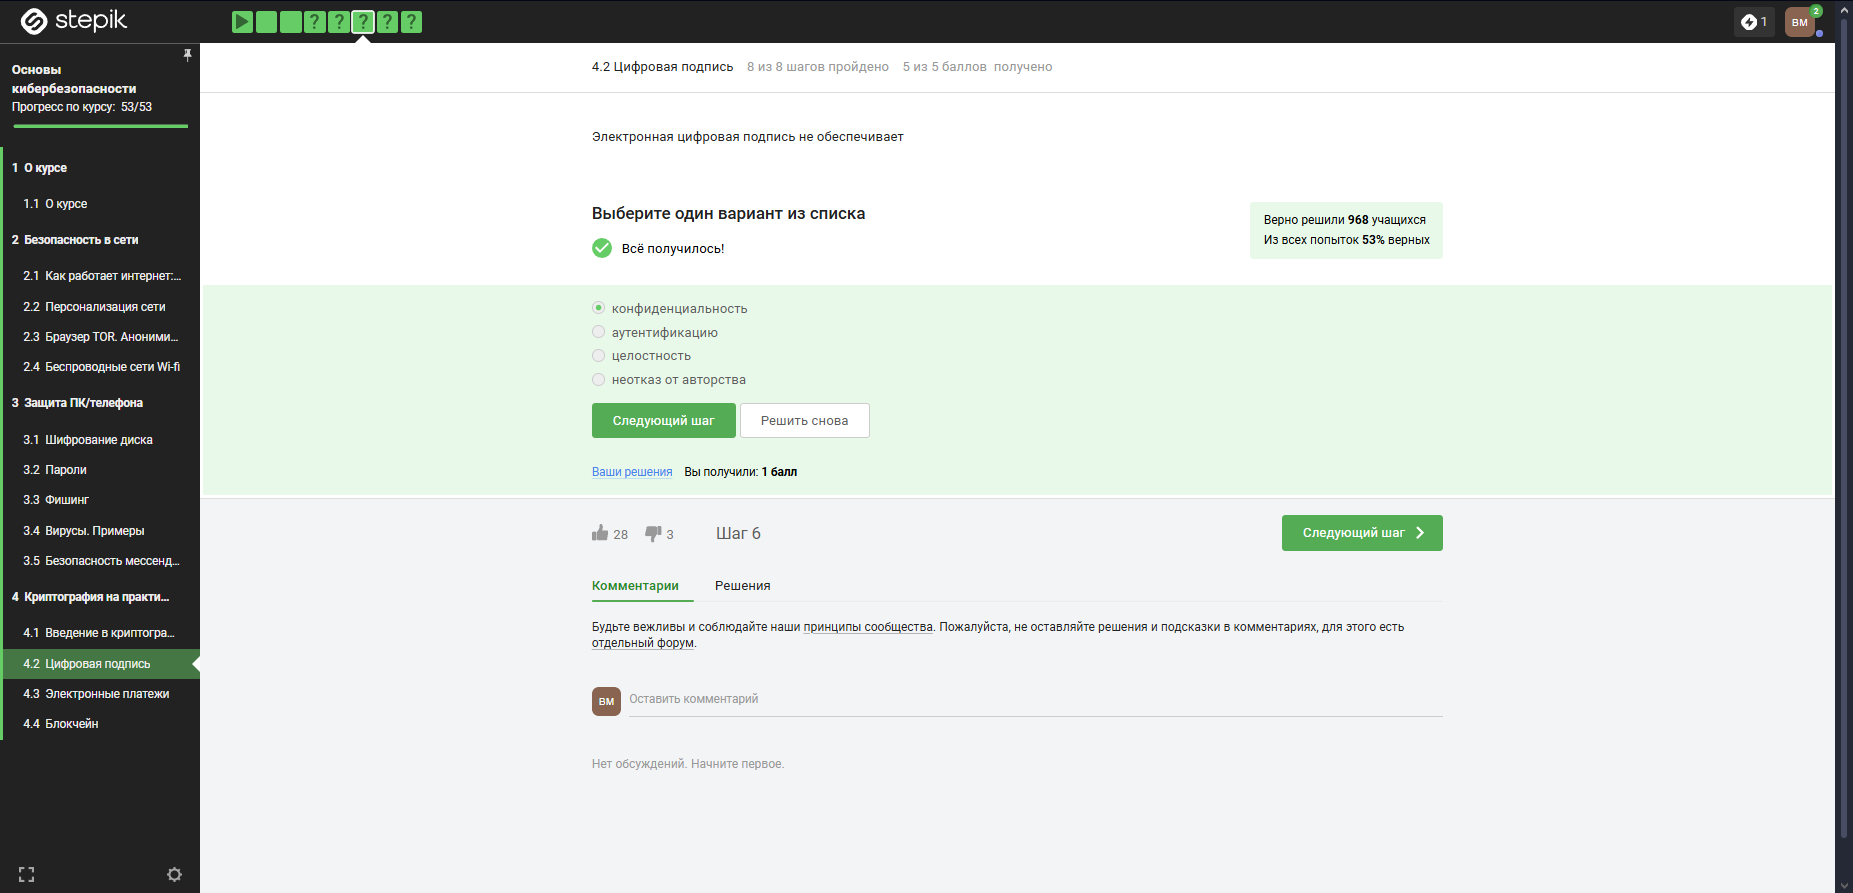 stepik
? ? ? ? ?
1
ВМ
2
Основы
кибербезопасности
Прогресс по курсу: 53/53
1 О курсе
1.1 О курсе
2 Безопасность в сети
2.1 Как работает интернет:...
2.2 Персонализация сети
2.3 Браузер TOR. Аноними...
2.4 Беспроводные сети Wi-fi
3 Защита ПК/телефона
3.1 Шифрование диска
3.2 Пароли
3.3 Фишинг
3.4 Вирусы. Примеры
3.5 Безопасность мессенд...
4 Криптография на практи...
4.1 Введение в криптогра...
4.2 Цифровая подпись
4.3 Электронные платежи
4.4 Блокчейн
4.2 Цифровая подпись 8 из 8 шагов пройдено 5 из 5 баллов получено
Электронная цифровая подпись не обеспечивает
Выберите один вариант из списка
Всё получилось!
Верно решили 968 учащихся
Из всех попыток 53% верных
конфиденциальность
аутентификацию
целостность
неотказ от авторства
Следующий шаг
Решить снова
Ваши решения Вы получили: 1 балл
28 3 Шаг 6
Следующий шаг
Комментарии Решения
Будьте вежливы и соблюдайте наши принципы сообщества. Пожалуйста, не оставляйте решения и подсказки в комментариях, для этого есть
отдельный форум.
ВМ Оставить комментарий
Нет обсуждений. Начните первое.